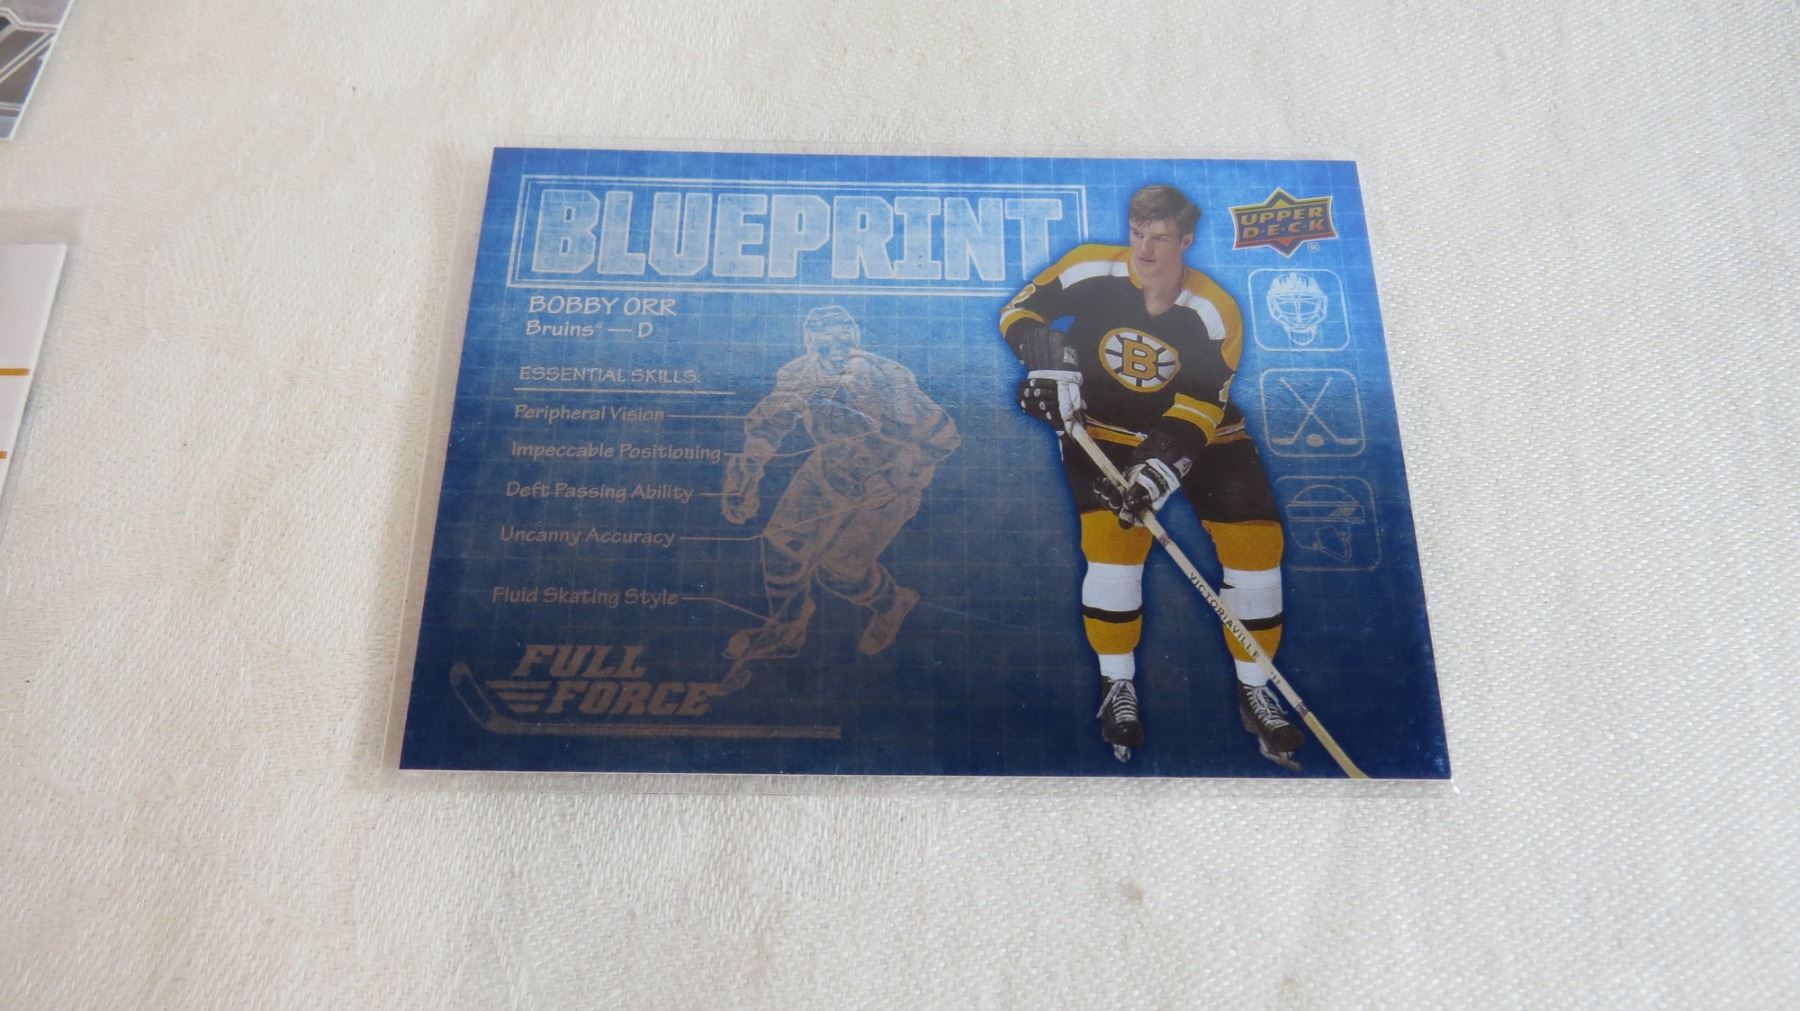 BLUEPRINT
UPPER
D·E·C·K
®
BOBBY ORR
Bruins® — D
ESSENTIAL SKILLS:
Peripheral Vision
Impeccable Positioning
Deft Passing Ability
Uncanny Accuracy
Fluid Skating Style
FULL
FORCE
B
VICTORIAVILLE